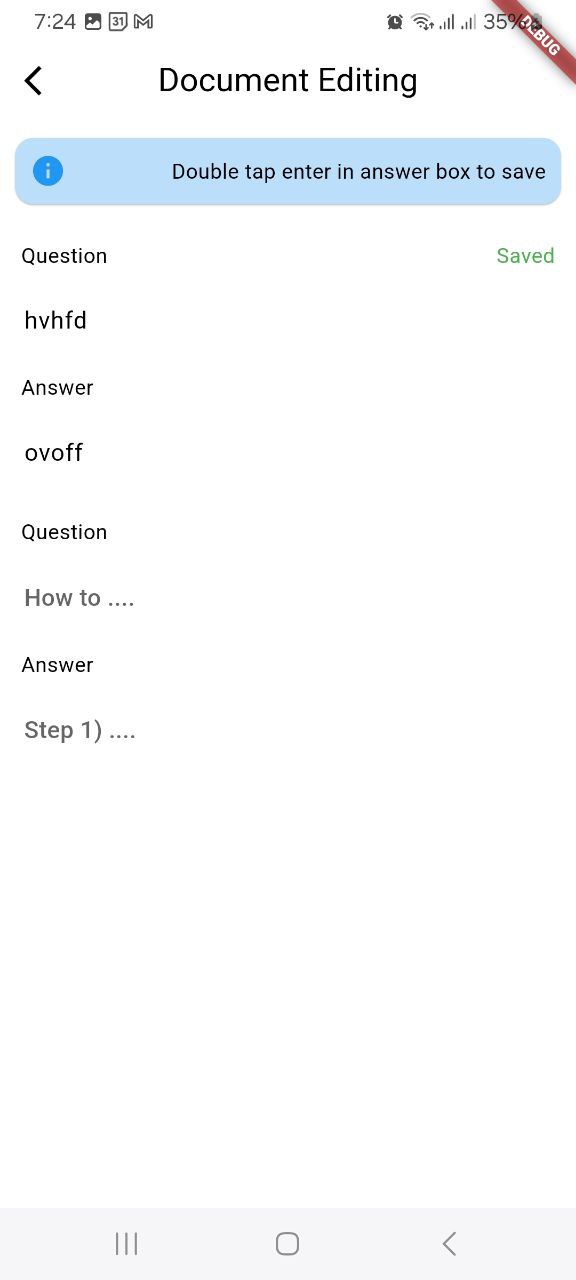 7:24 31 35%
DEBUG
Document Editing
i Double tap enter in answer box to save
Question Saved
hvhfd
Answer
ovoff
Question
How to ....
Answer
Step 1) ....